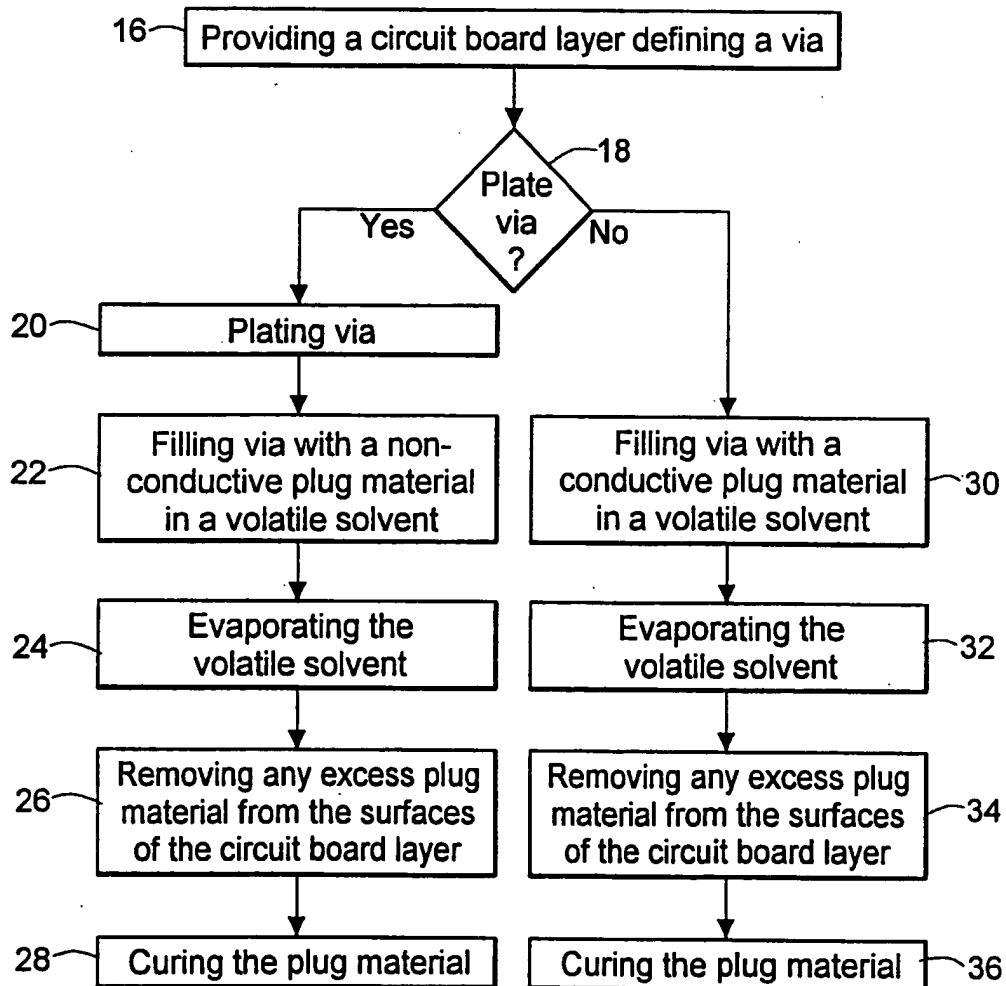 16 Providing a circuit board layer defining a via
18
Plate
via
?
Yes
No
20 Plating via
22 Filling via with a non-
conductive plug material
in a volatile solvent
Filling via with a
conductive plug material
in a volatile solvent
30
24 Evaporating the
volatile solvent
Evaporating the
volatile solvent
32
26 Removing any excess plug
material from the surfaces
of the circuit board layer
Removing any excess plug
material from the surfaces
of the circuit board layer
34
28 Curing the plug material
Curing the plug material
36